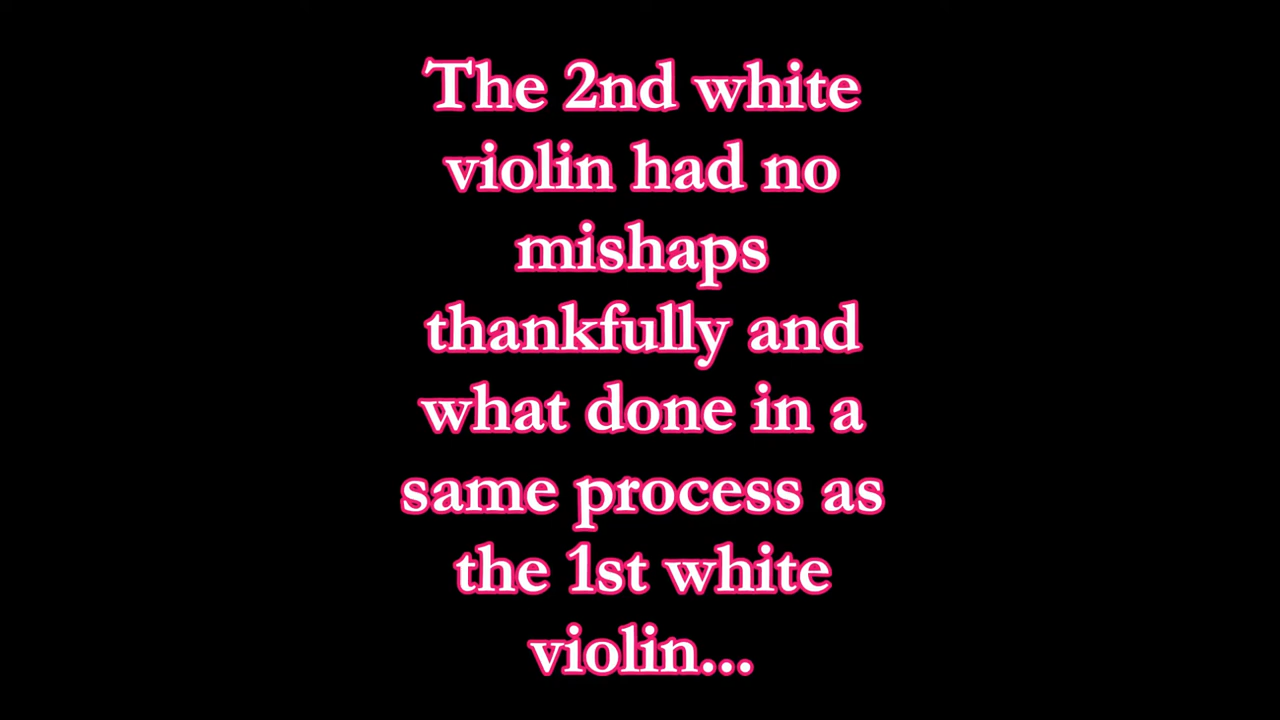 The 2nd white
violin had no
mishaps
thankfully and
what done in a
same process as
the 1st white
violin...